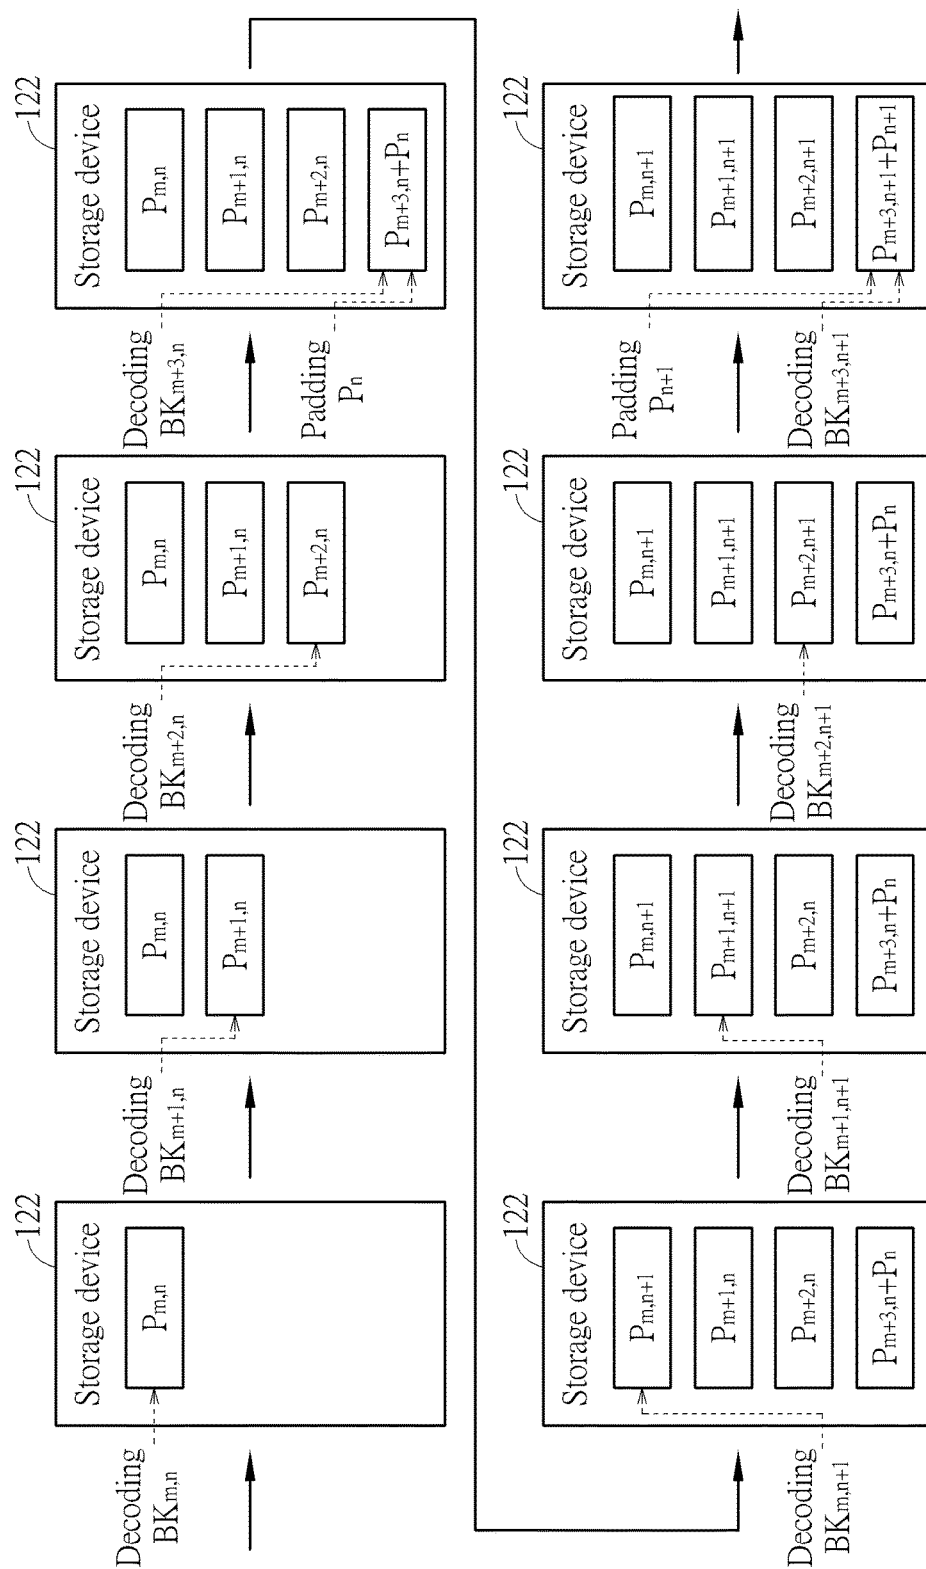 Decoding
BKm,n
122
Storage device
Pm,n
Decoding
BKm+1,n
122
Storage device
Pm,n
Pm+1,n
Decoding
BKm+2,n
122
Storage device
Pm,n
Pm+1,n
Pm+2,n
Decoding
BKm+3,n
Padding
Pn
122
Storage device
Pm,n
Pm+1,n
Pm+2,n
Pm+3,n+Pn
Decoding
BKm,n+1
122
Storage device
Pm,n+1
Pm+1,n
Pm+2,n
Pm+3,n+Pn
Decoding
BKm+1,n+1
122
Storage device
Pm,n+1
Pm+1,n+1
Pm+2,n
Pm+3,n+Pn
Decoding
BKm+2,n+1
122
Storage device
Pm,n+1
Pm+1,n+1
Pm+2,n+1
Pm+3,n+Pn
Padding
Pn+1
Decoding
BKm+3,n+1
122
Storage device
Pm,n+1
Pm+1,n+1
Pm+2,n+1
Pm+3,n+1+Pn+1